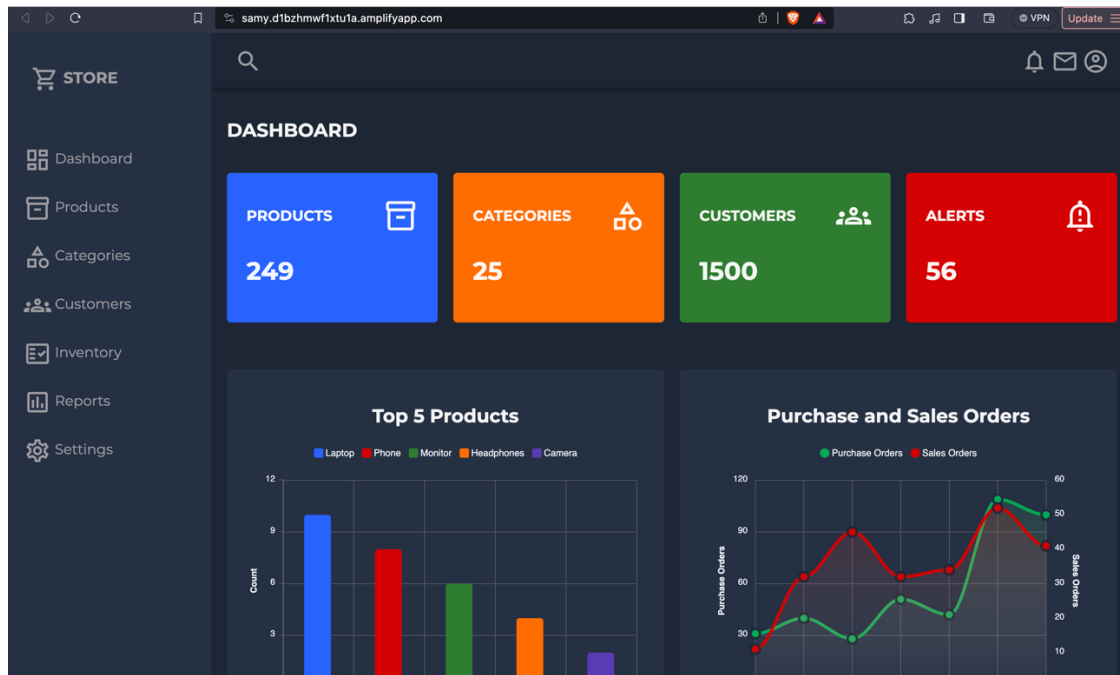 samy.d1bzhmwf1xtu1a.amplifyapp.com
VPN
Update
STORE
Dashboard
Products
Categories
Customers
Inventory
Reports
Settings
DASHBOARD
PRODUCTS
249
CATEGORIES
25
CUSTOMERS
1500
ALERTS
56
Top 5 Products
Laptop Phone Monitor Headphones Camera
12
9
6
3
Count
Purchase and Sales Orders
Purchase Orders Sales Orders
120
90
60
30
Purchase Orders
60
50
40
30
20
10
Sales Orders